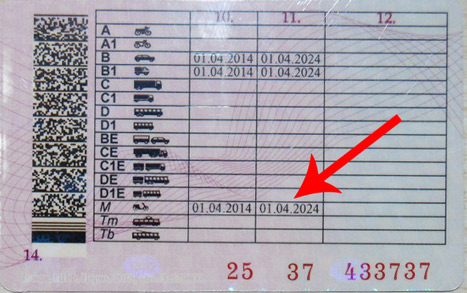 10. 11. 12.
A
A1
B 01.04.2014 01.04.2024
B1 01.04.2014 01.04.2024
C
C1
D
D1
BE
CE
C1E
DE
D1E
M 01.04.2014 01.04.2024
Tm
Tb
14.
25 37 433737